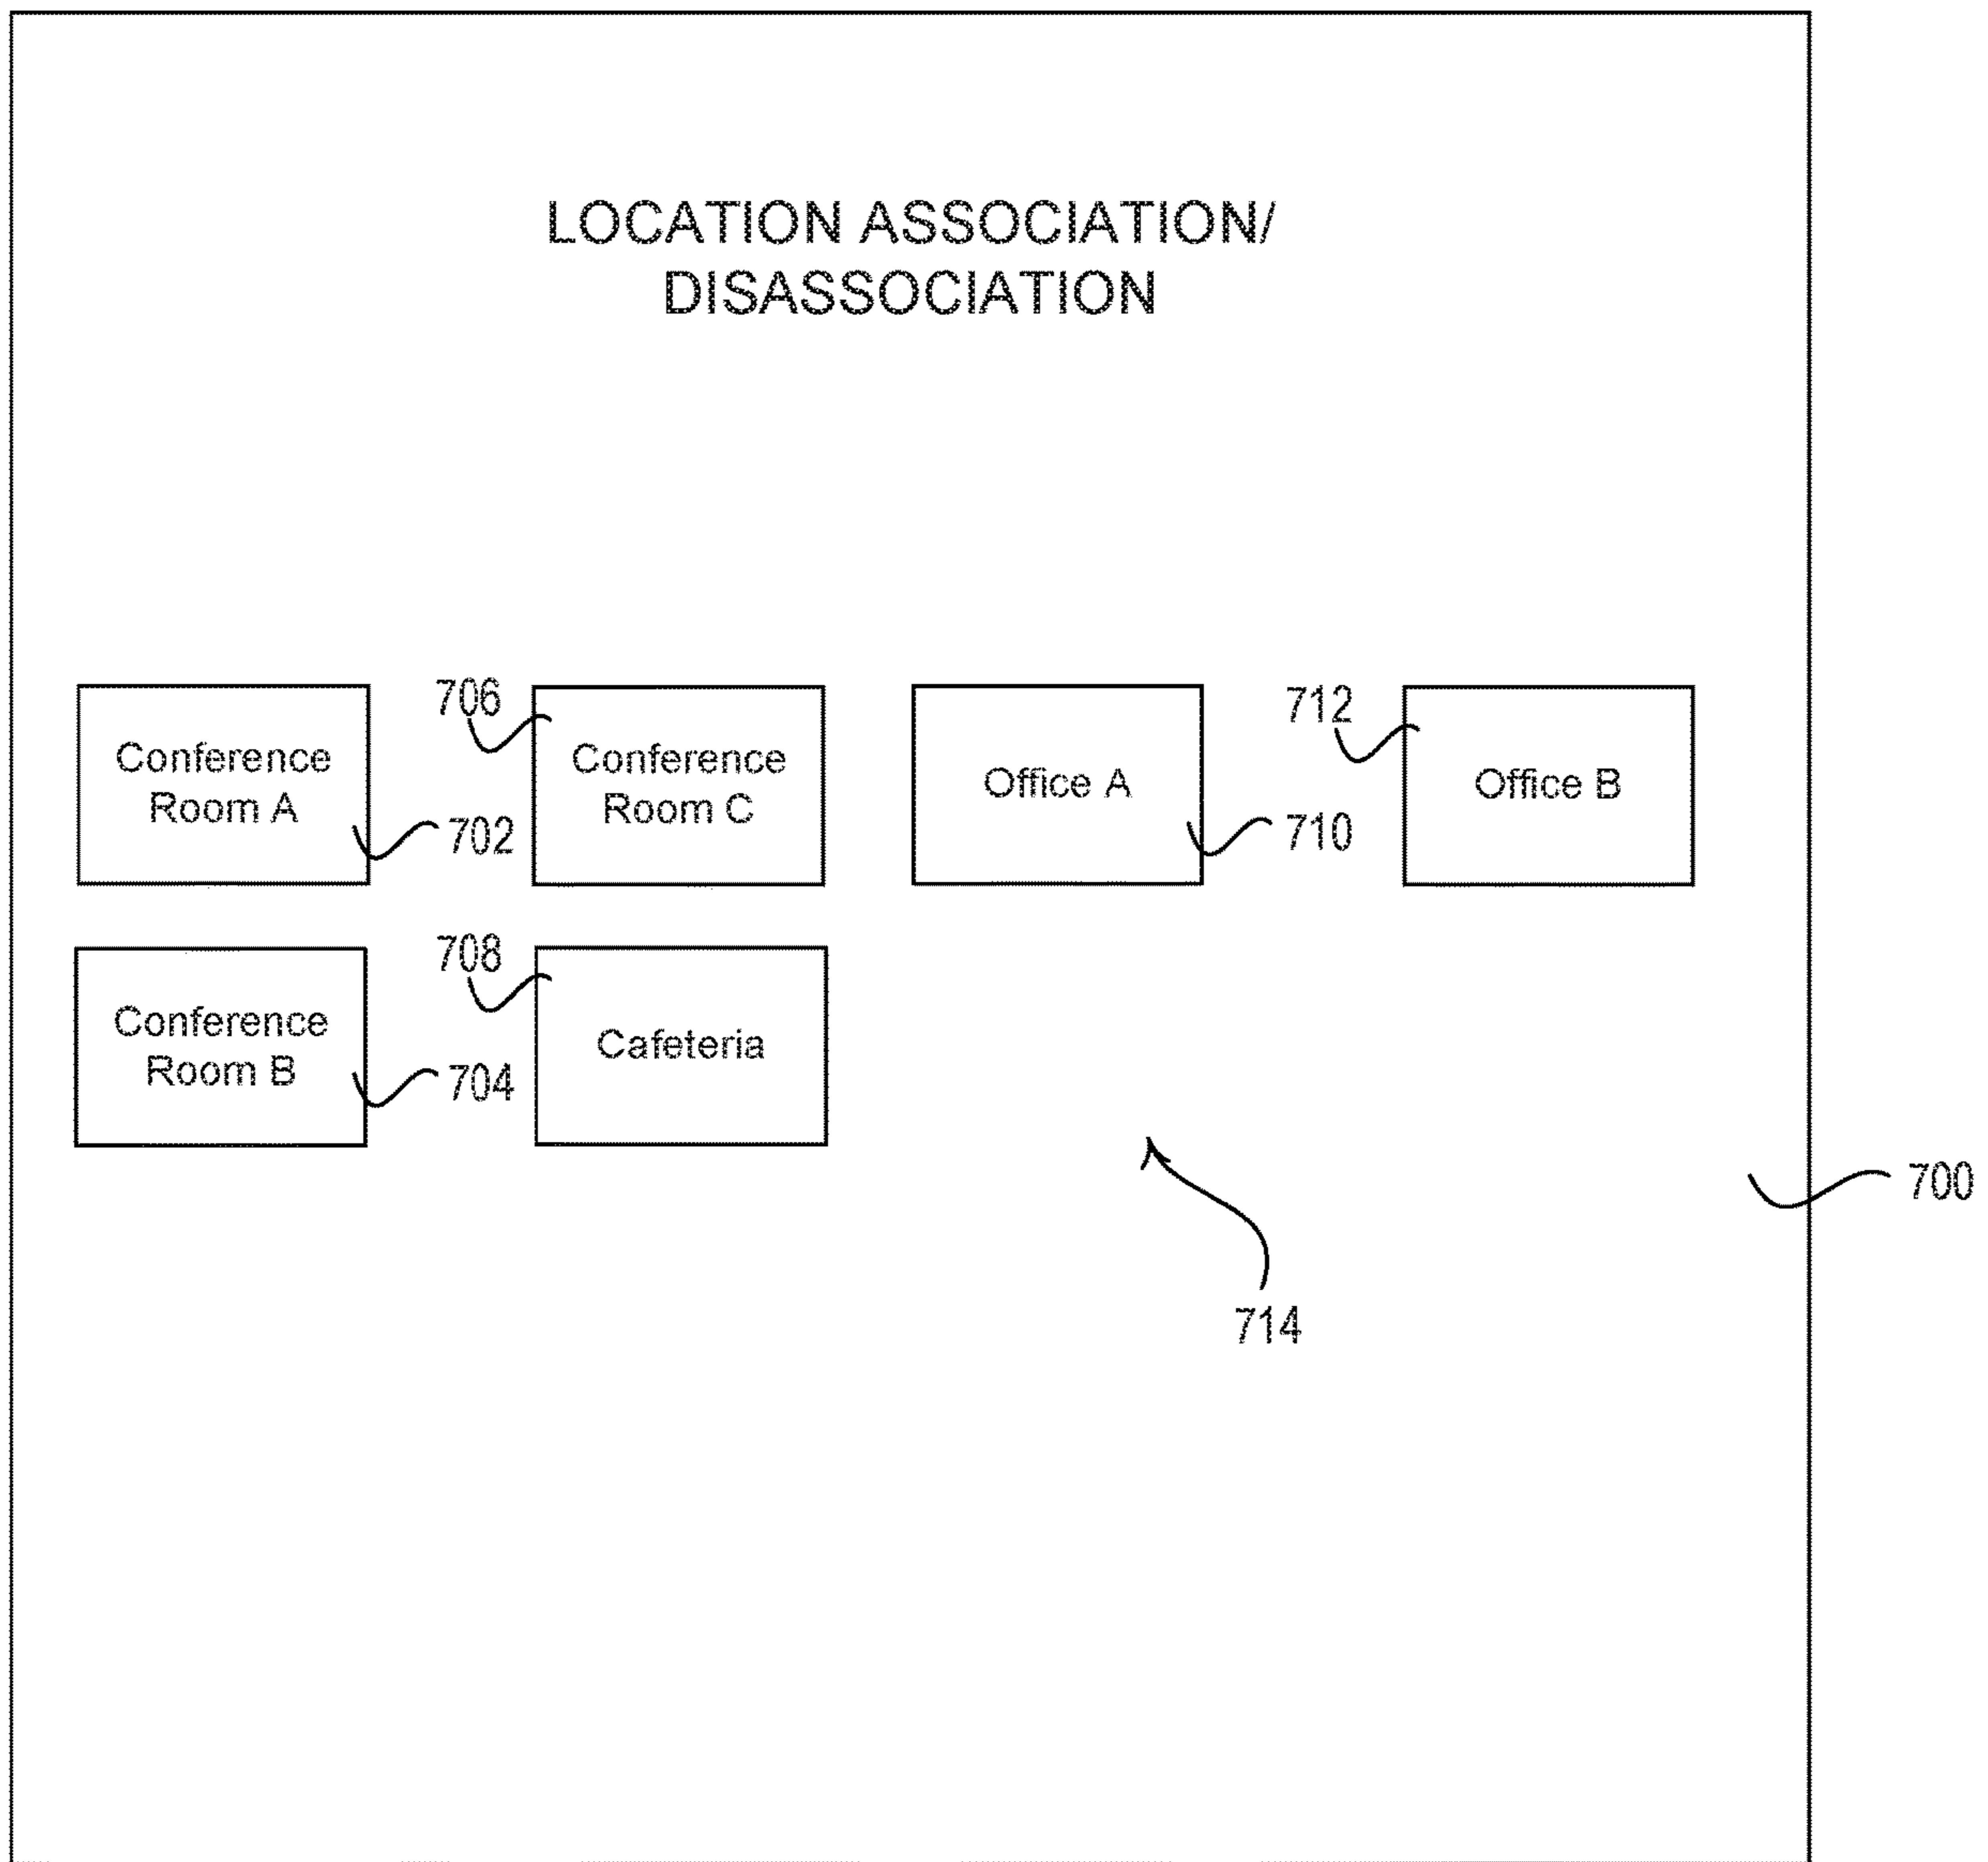 LOCATION ASSOCIATION/
DISASSOCIATION
Conference
Room A
702
706
Conference
Room C
Office A
710
712
Office B
Conference
Room B
704
708
Cafeteria
714
700